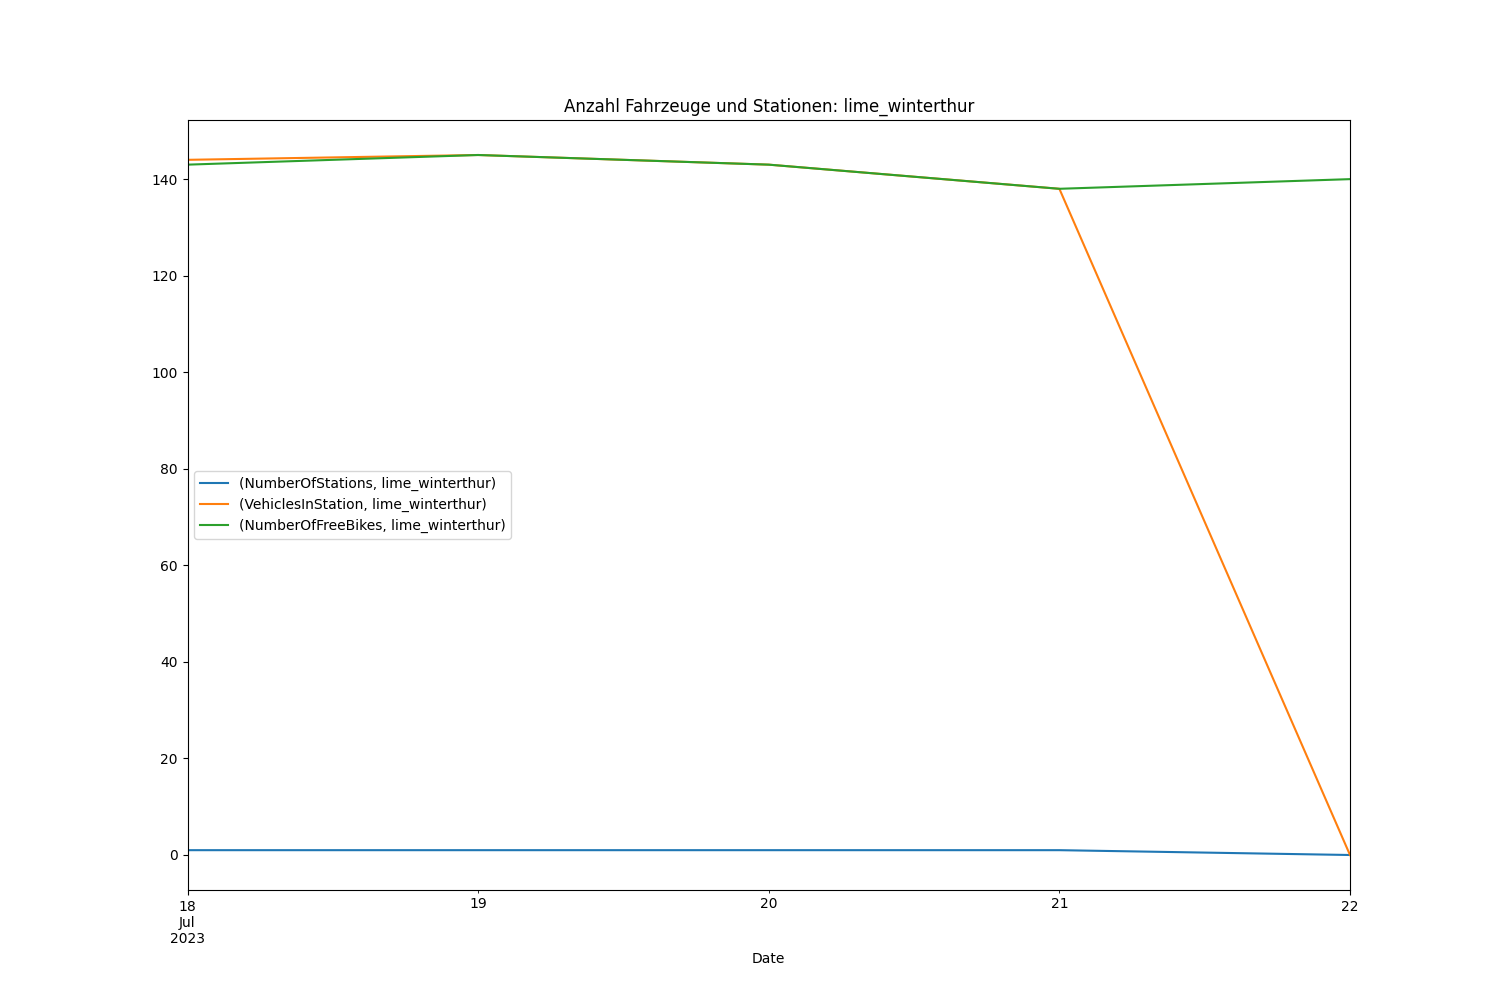 Anzahl Fahrzeuge und Stationen: lime_winterthur
140
120
100
80
60
40
20
0
(NumberOfStations, lime_winterthur)
(VehiclesInStation, lime_winterthur)
(NumberOfFreeBikes, lime_winterthur)
18 19 20 21 22
Jul
2023
Date